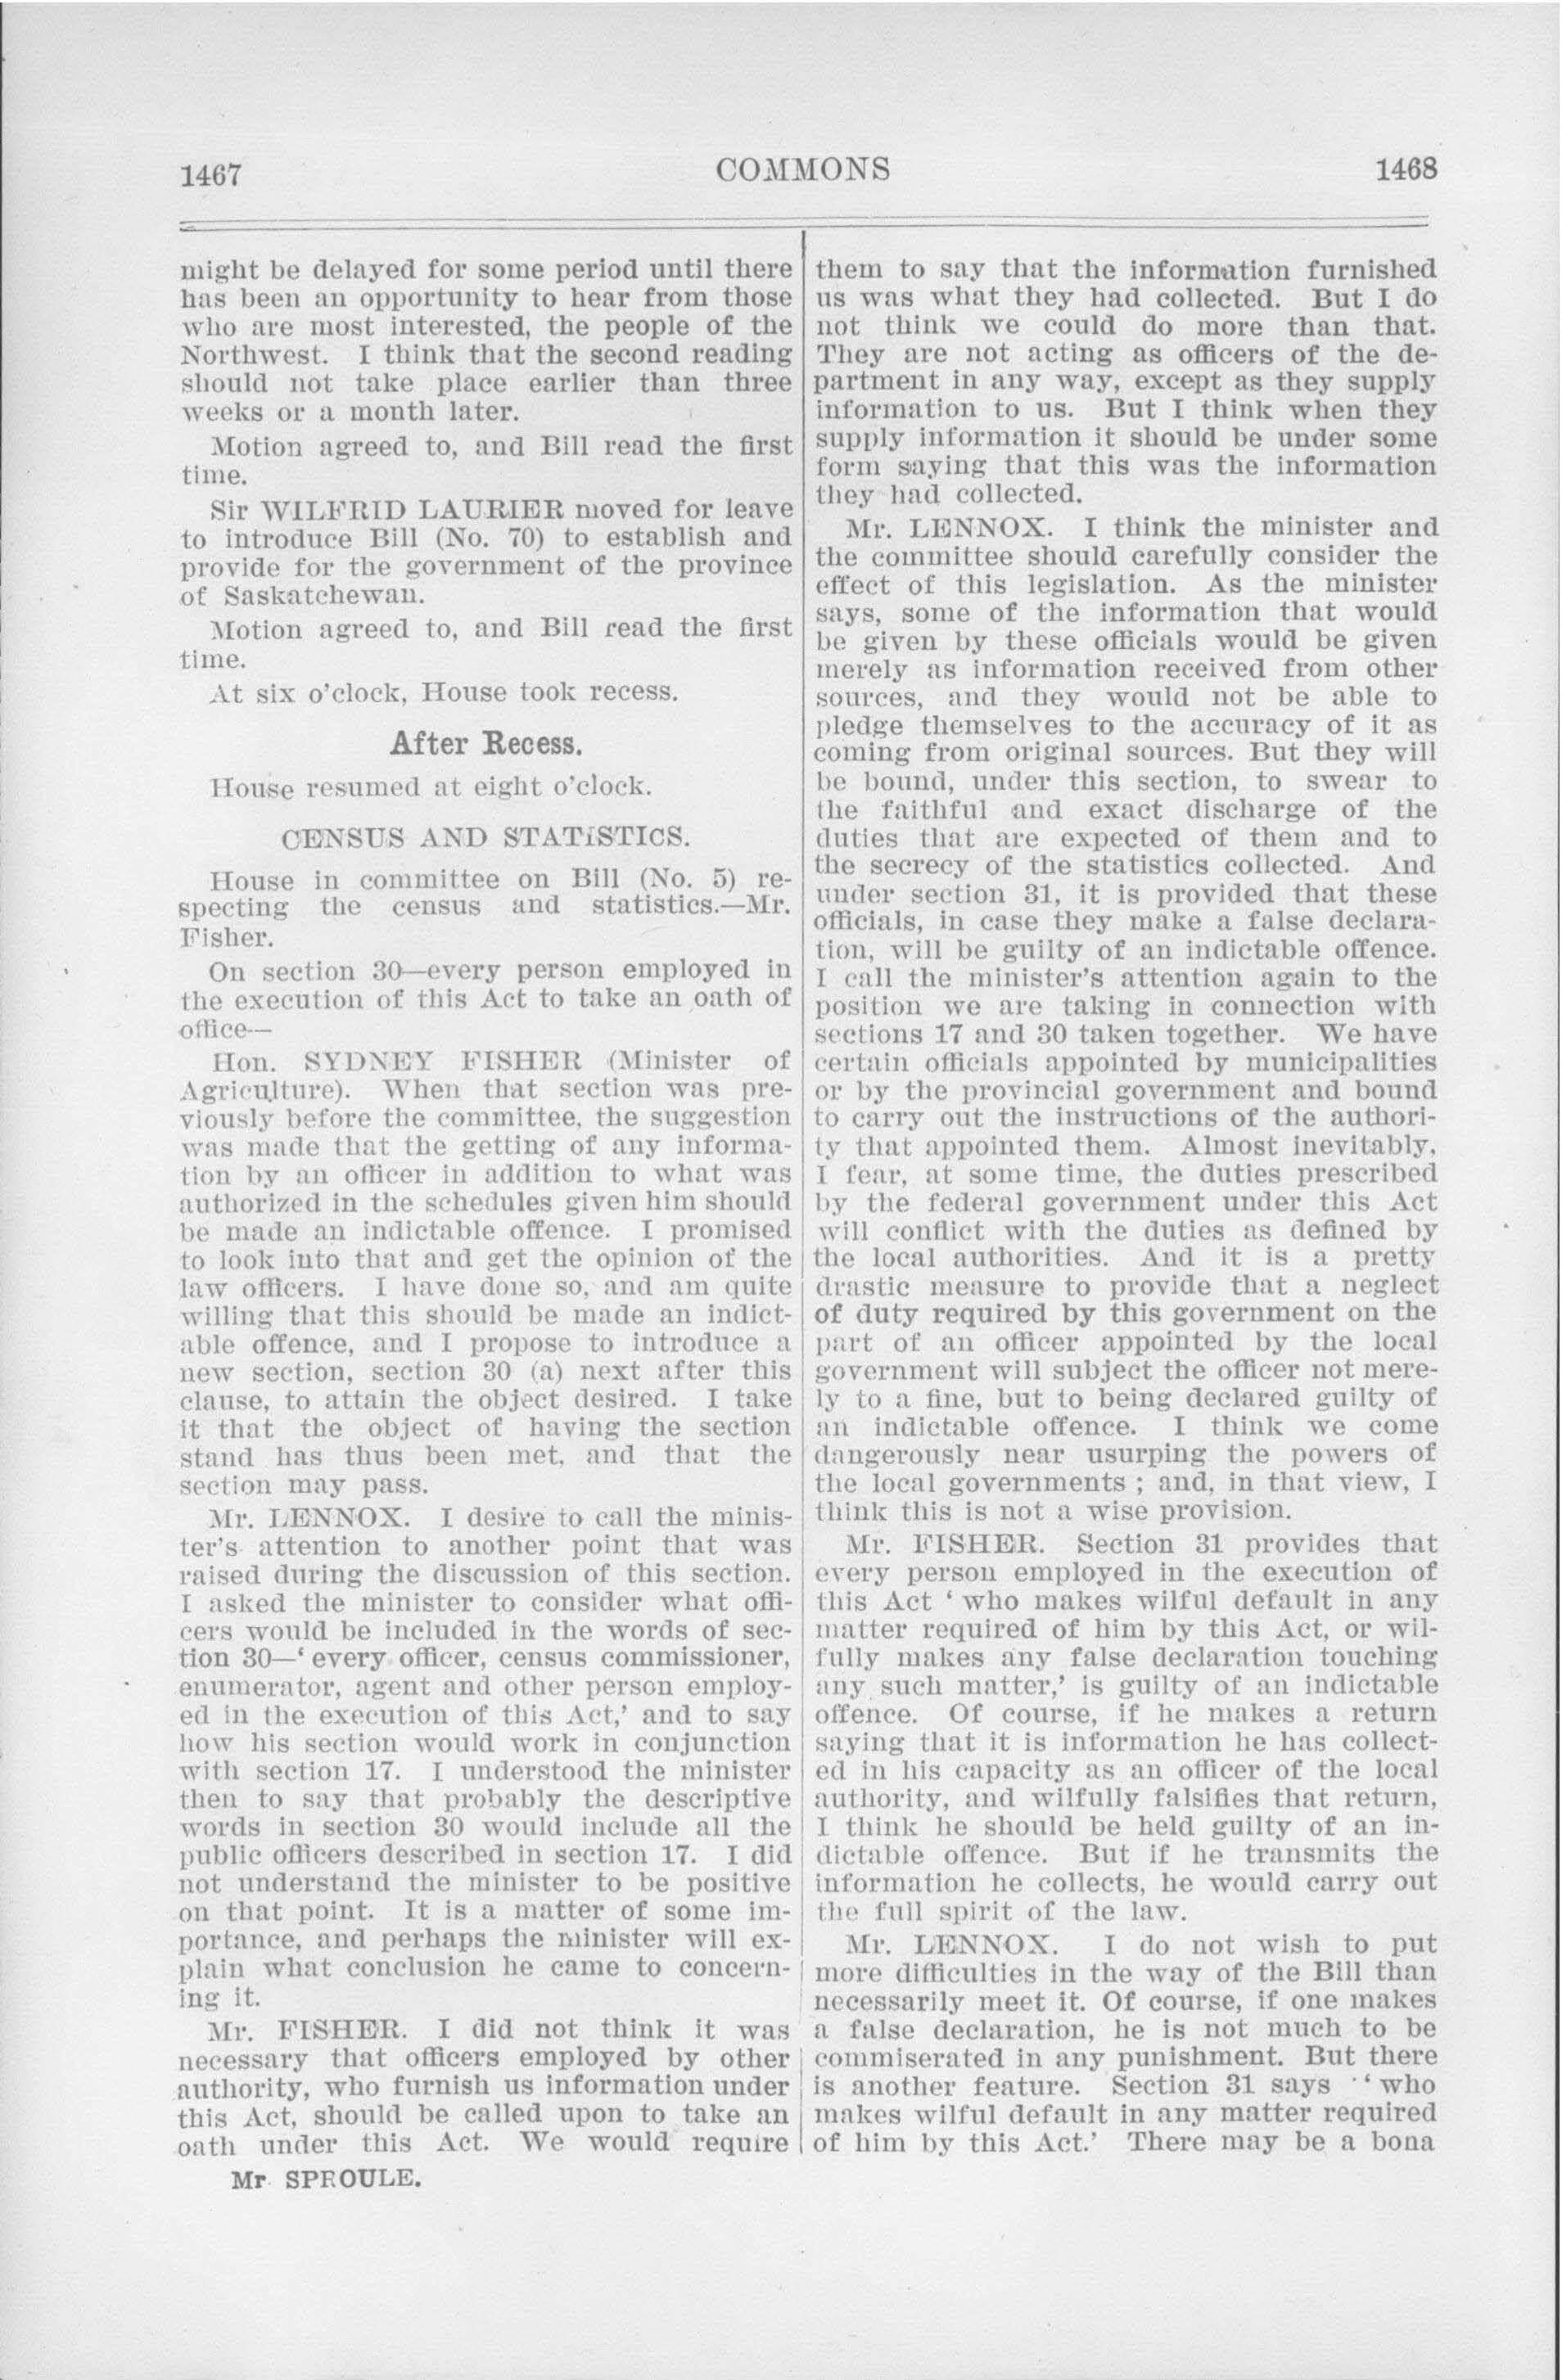 1467
COMMONS
1468
might be delayed for some period until there
has been an opportunity to hear from those
who are most interested, the people of the
Northwest. I think that the second reading
should not take place earlier than three
weeks or a month later.
Motion agreed to, and Bill read the first
time.
Sir WILFRID LAURIER moved for leave
to introduce Bill (No. 70) to establish and
provide for the government of the province
of Saskatchewan.
Motion agreed to, and Bill read the first
time.
At six o'clock, House took recess.
After Recess.
House resumed at eight o'clock.
CENSUS AND STATISTICS.
House in committee on Bill (No. 5) re-
specting the census and statistics.—Mr.
Fisher.
On section 30—every person employed in
the execution of this Act to take an oath of
office—
Hon. SYDNEY FISHER (Minister of
Agriculture). When that section was pre-
viously before the committee, the suggestion
was made that the getting of any informa-
tion by an officer in addition to what was
authorized in the schedules given him should
be made an indictable offence. I promised
to look into that and get the opinion of the
law officers. I have done so, and am quite
willing that this should be made an indict-
able offence, and I propose to introduce a
new section, section 30 (a) next after this
clause, to attain the object desired. I take
it that the object of having the section
stand has thus been met, and that the
section may pass.
Mr. LENNOX. I desire to call the minis-
ter's attention to another point that was
raised during the discussion of this section.
I asked the minister to consider what offi-
cers would be included in the words of sec-
tion 30—‘ every officer, census commissioner,
enumerator, agent and other person employ-
ed in the execution of this Act,’ and to say
how his section would work in conjunction
with section 17. I understood the minister
then to say that probably the descriptive
words in section 30 would include all the
public officers described in section 17. I did
not understand the minister to be positive
on that point. It is a matter of some im-
portance, and perhaps the minister will ex-
plain what conclusion he came to concern-
ing it.
Mr. FISHER. I did not think it was
necessary that officers employed by other
authority, who furnish us information under
this Act, should be called upon to take an
oath under this Act. We would require
Mr. SPROULE.
them to say that the information furnished
us was what they had collected. But I do
not think we could do more than that.
They are not acting as officers of the de-
partment in any way, except as they supply
information to us. But I think when they
supply information it should be under some
form saying that this was the information
they had collected.
Mr. LENNOX. I think the minister and
the committee should carefully consider the
effect of this legislation. As the minister
says, some of the information that would
be given by these officials would be given
merely as information received from other
sources, and they would not be able to
pledge themselves to the accuracy of it as
coming from original sources. But they will
be bound, under this section, to swear to
the faithful and exact discharge of the
duties that are expected of them and to
the secrecy of the statistics collected. And
under section 31, it is provided that these
officials, in case they make a false declara-
tion, will be guilty of an indictable offence.
I call the minister's attention again to the
position we are taking in connection with
sections 17 and 30 taken together. We have
certain officials appointed by municipalities
or by the provincial government and bound
to carry out the instructions of the authori-
ty that appointed them. Almost inevitably,
I fear, at some time, the duties prescribed
by the federal government under this Act
will conflict with the duties as defined by
the local authorities. And it is a pretty
drastic measure to provide that a neglect
of duty required by this government on the
part of an officer appointed by the local
government will subject the officer not mere-
ly to a fine, but to being declared guilty of
an indictable offence. I think we come
dangerously near usurping the powers of
the local governments ; and, in that view, I
think this is not a wise provision.
Mr. FISHER. Section 31 provides that
every person employed in the execution of
this Act ‘ who makes wilful default in any
matter required of him by this Act, or wil-
fully makes any false declaration touching
any such matter,’ is guilty of an indictable
offence. Of course, if he makes a return
saying that it is information he has collect-
ed in his capacity as an officer of the local
authority, and wilfully falsifies that return,
I think he should be held guilty of an in-
dictable offence. But if he transmits the
information he collects, he would carry out
the full spirit of the law.
Mr. LENNOX. I do not wish to put
more difficulties in the way of the Bill than
necessarily meet it. Of course, if one makes
a false declaration, he is not much to be
commiserated in any punishment. But there
is another feature. Section 31 says ‘ who
makes wilful default in any matter required
of him by this Act.’ There may be a bona